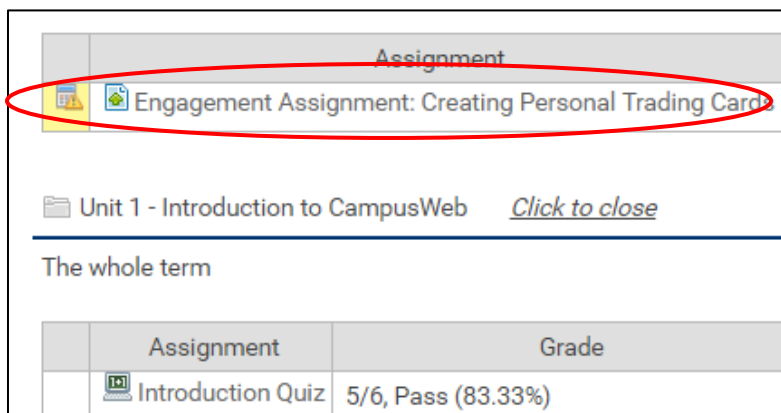 Assignment
Engagement Assignment: Creating Personal Trading Cards
Unit 1 - Introduction to CampusWeb Click to close
The whole term
Assignment Grade
Introduction Quiz 5/6, Pass (83.33%)